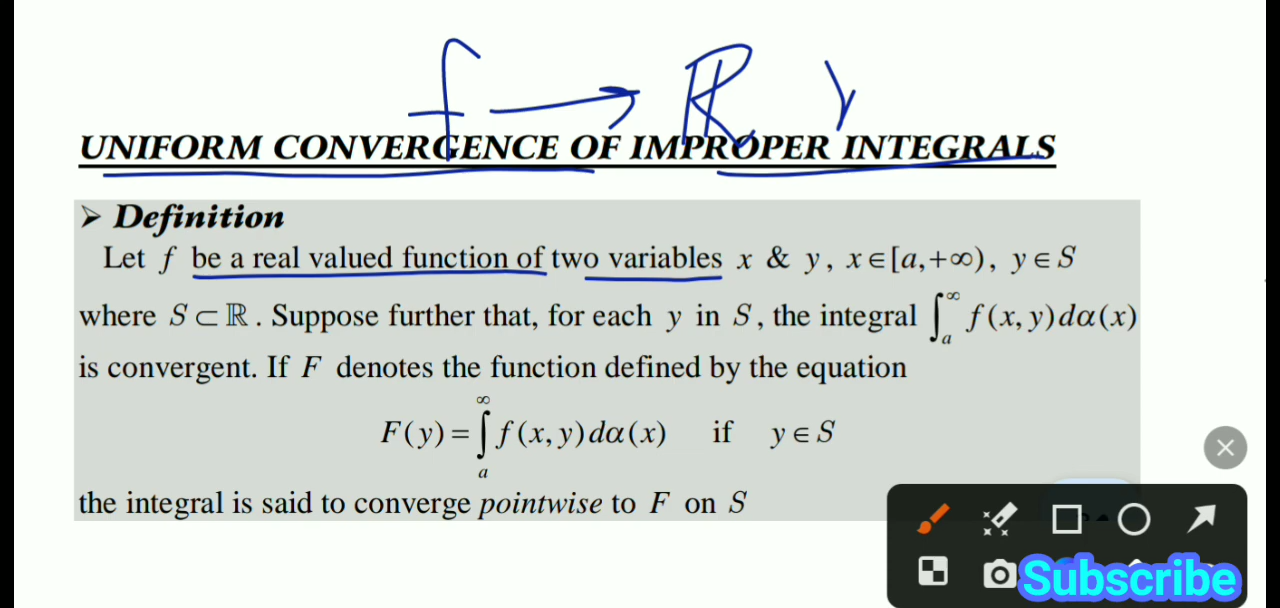 f → ℝ
UNIFORM CONVERGENCE OF IMPROPER INTEGRALS
➤ Definition
Let f be a real valued function of two variables x & y, x∈[a,+∞), y∈S
where S⊂ℝ. Suppose further that, for each y in S, the integral ∫_a^∞ f(x,y)dα(x)
is convergent. If F denotes the function defined by the equation
F(y)=∫_a^∞ f(x,y)dα(x) if y∈S
the integral is said to converge pointwise to F on S
Subscribe